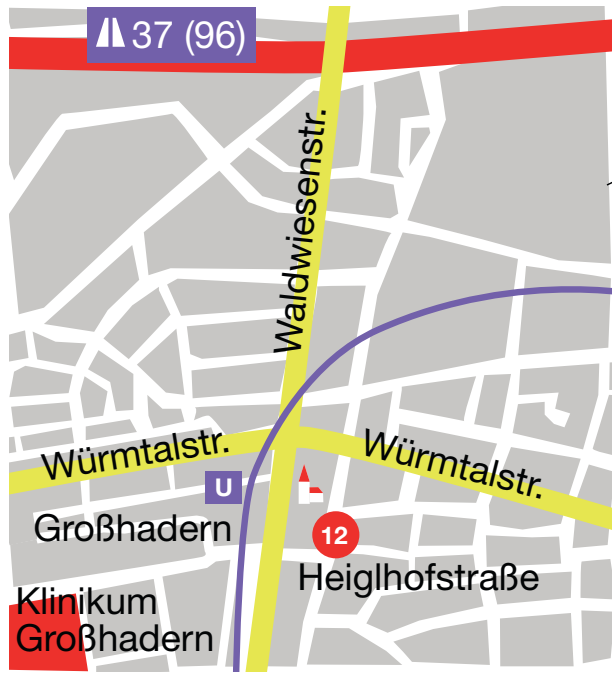 37 (96)
Waldwiesenstr.
Würmtalstr.
Würmtalstr.
U
Großhadern
12
Heiglhofstraße
Klinikum
Großhadern